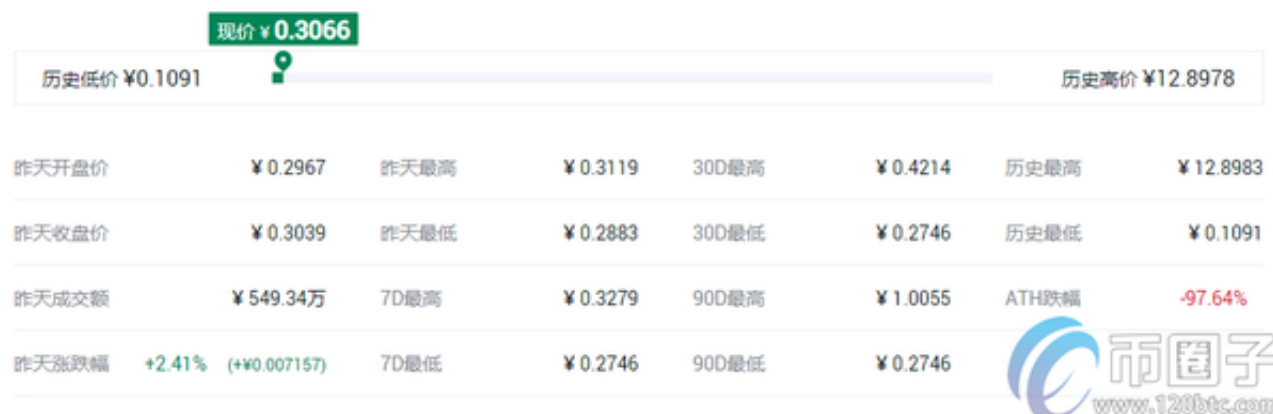 现价 ¥ 0.3066
历史低价 ¥0.1091 历史高价 ¥12.8978
昨天开盘价 ¥ 0.2967 昨天最高 ¥ 0.3119 30D最高 ¥ 0.4214 历史最高 ¥ 12.8983
昨天收盘价 ¥ 0.3039 昨天最低 ¥ 0.2883 30D最低 ¥ 0.2746 历史最低 ¥ 0.1091
昨天成交额 ¥ 549.34万 7D最高 ¥ 0.3279 90D最高 ¥ 1.0055 ATH跌幅 -97.64%
昨天涨跌幅 +2.41% (+¥0.007157) 7D最低 ¥ 0.2746 90D最低 ¥ 0.2746
币圈子
www.120btc.com